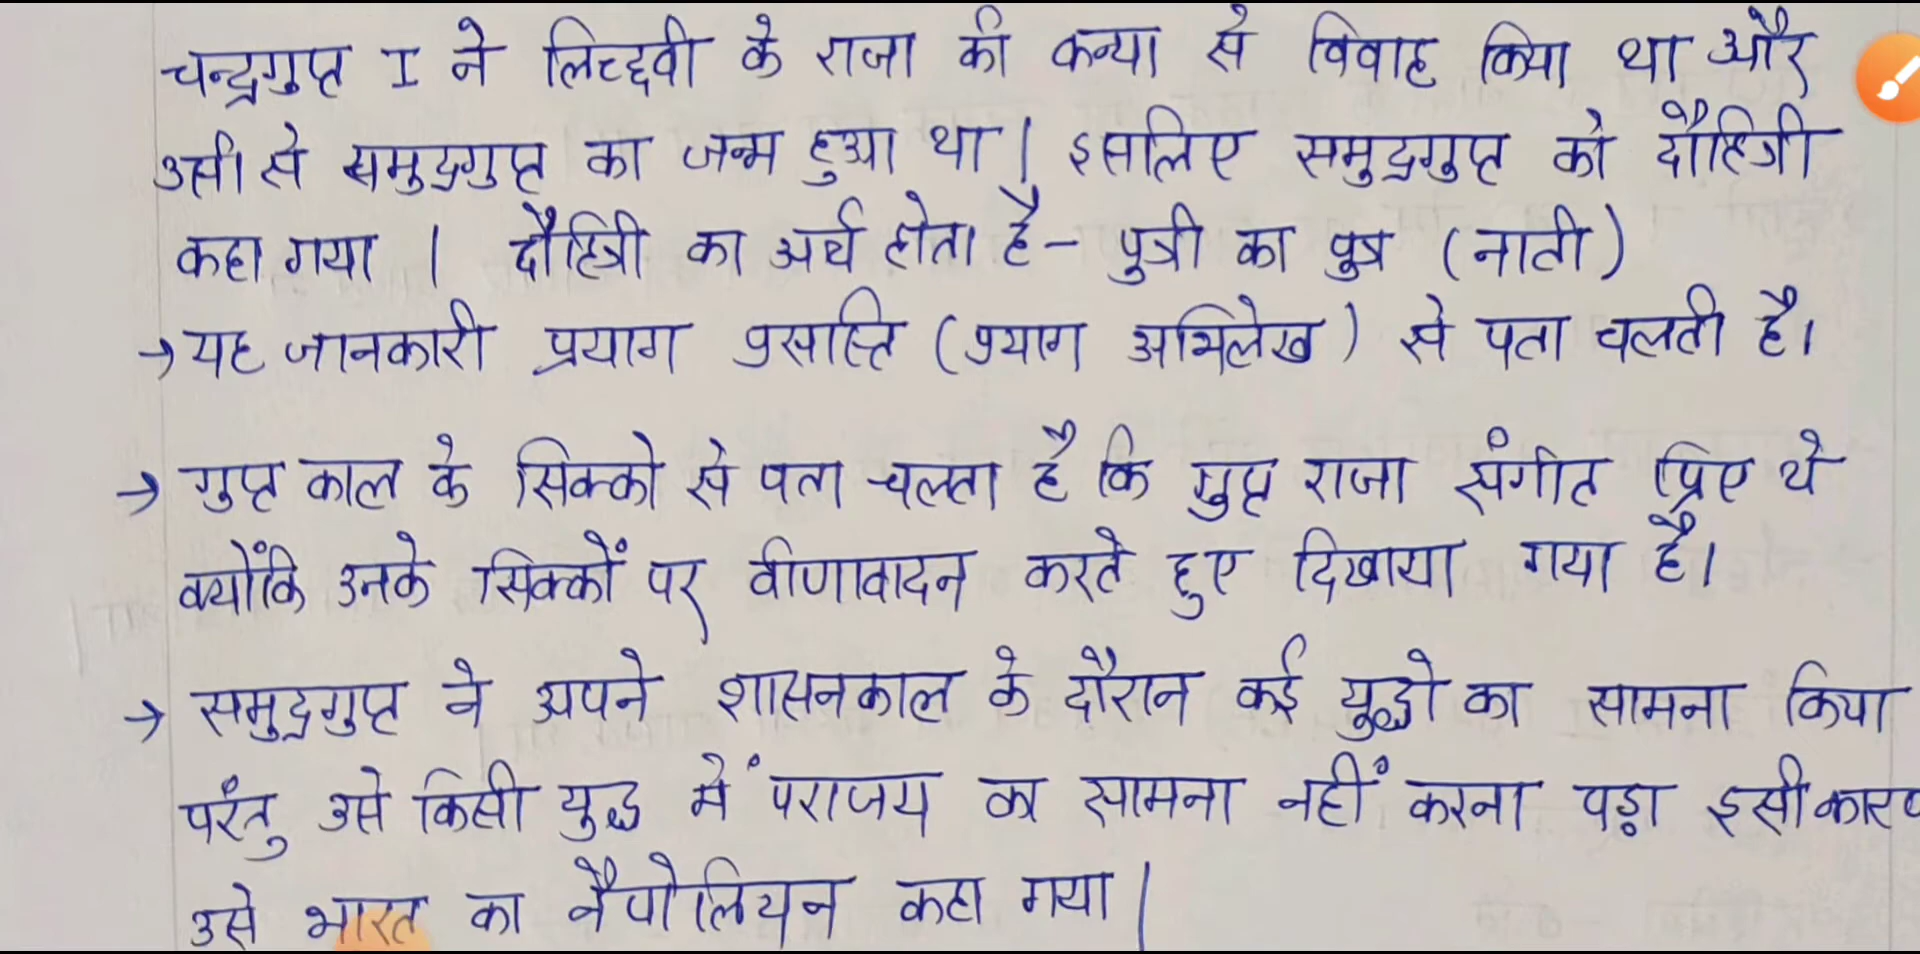 चन्द्रगुप्त I ने लिच्छवी के राजा की कन्या से विवाह किया था और
उसी से समुद्रगुप्त का जन्म हुआ था | इसलिए समुद्रगुप्त को दौहित्री
कहा गया | दौहित्री का अर्थ होता है - पुत्री का पुत्र (नाती)
→ यह जानकारी प्रयाग प्रसास्ति (प्रयाग अभिलेख) से पता चलती है।
→ गुप्त काल के सिक्को से पता चलता है कि गुप्त राजा संगीत प्रिए थे
क्योंकि उनके सिक्कों पर वीणावादन करते हुए दिखाया गया है।
→ समुद्रगुप्त ने अपने शासनकाल के दौरान कई युद्धो का सामना किया
परंतु उसे किसी युद्ध में पराजय का सामना नहीं करना पड़ा इसी कारण
उसे भारत का नैपोलियन कहा गया |